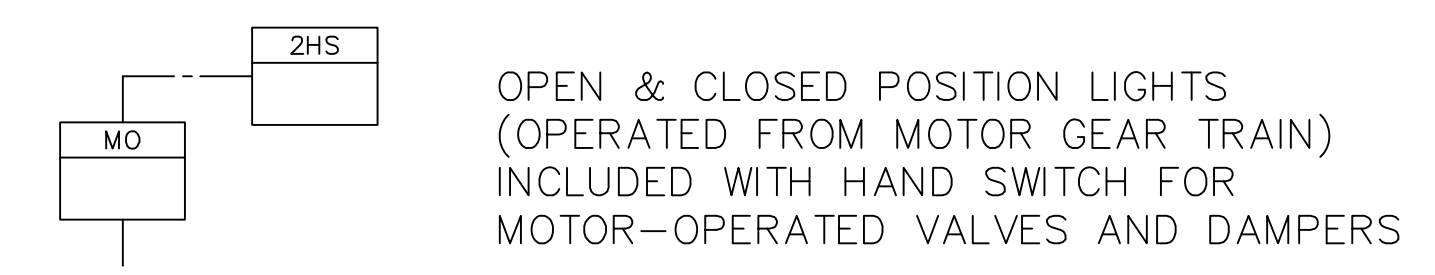 2HS
MO
OPEN & CLOSED POSITION LIGHTS
(OPERATED FROM MOTOR GEAR TRAIN)
INCLUDED WITH HAND SWITCH FOR
MOTOR-OPERATED VALVES AND DAMPERS